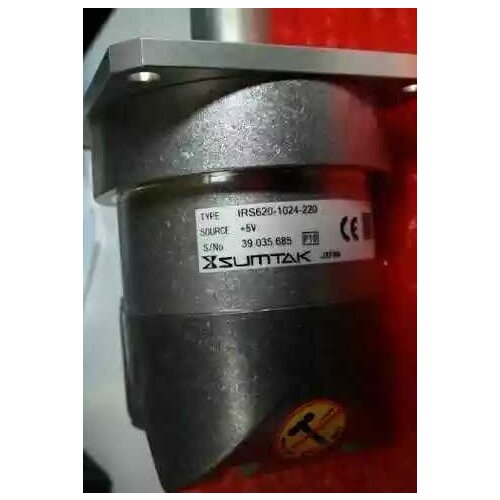 TYPE IRS620-1024-220
SOURCE +5V
S/No 39 035 685 P10
SUMTAK JAPAN
CE